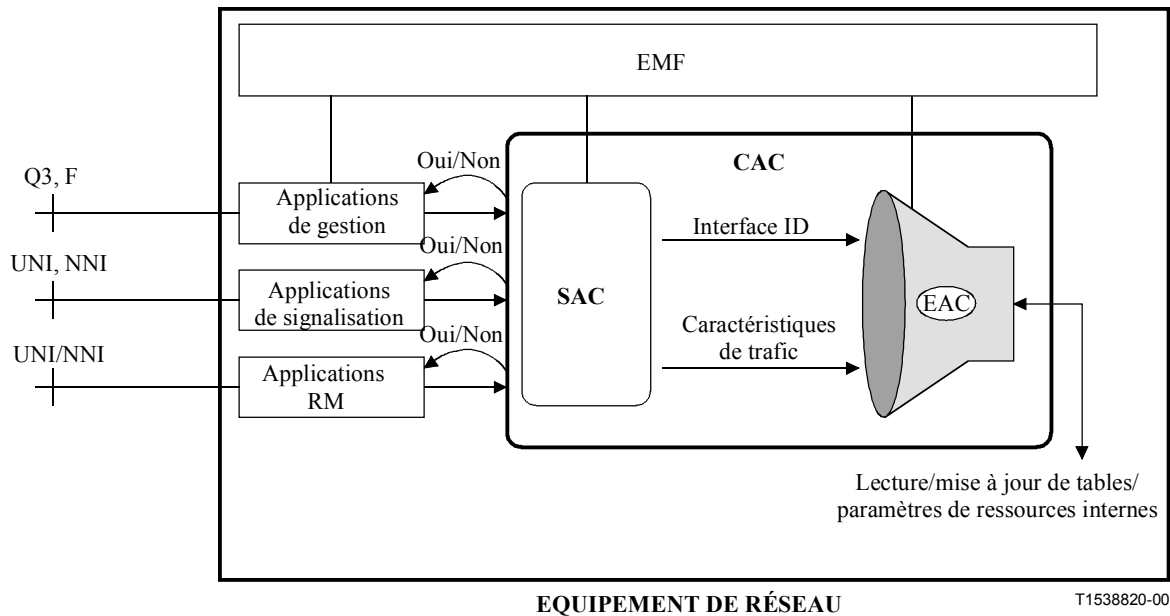 EMF
CAC
Oui/Non
Q3, F
Applications
de gestion
Interface ID
Oui/Non
UNI, NNI
Applications
de signalisation
SAC
EAC
Caractéristiques
de trafic
Oui/Non
UNI/NNI
Applications
RM
Lecture/mise à jour de tables/
paramètres de ressources internes
EQUIPEMENT DE RÉSEAU
T1538820-00